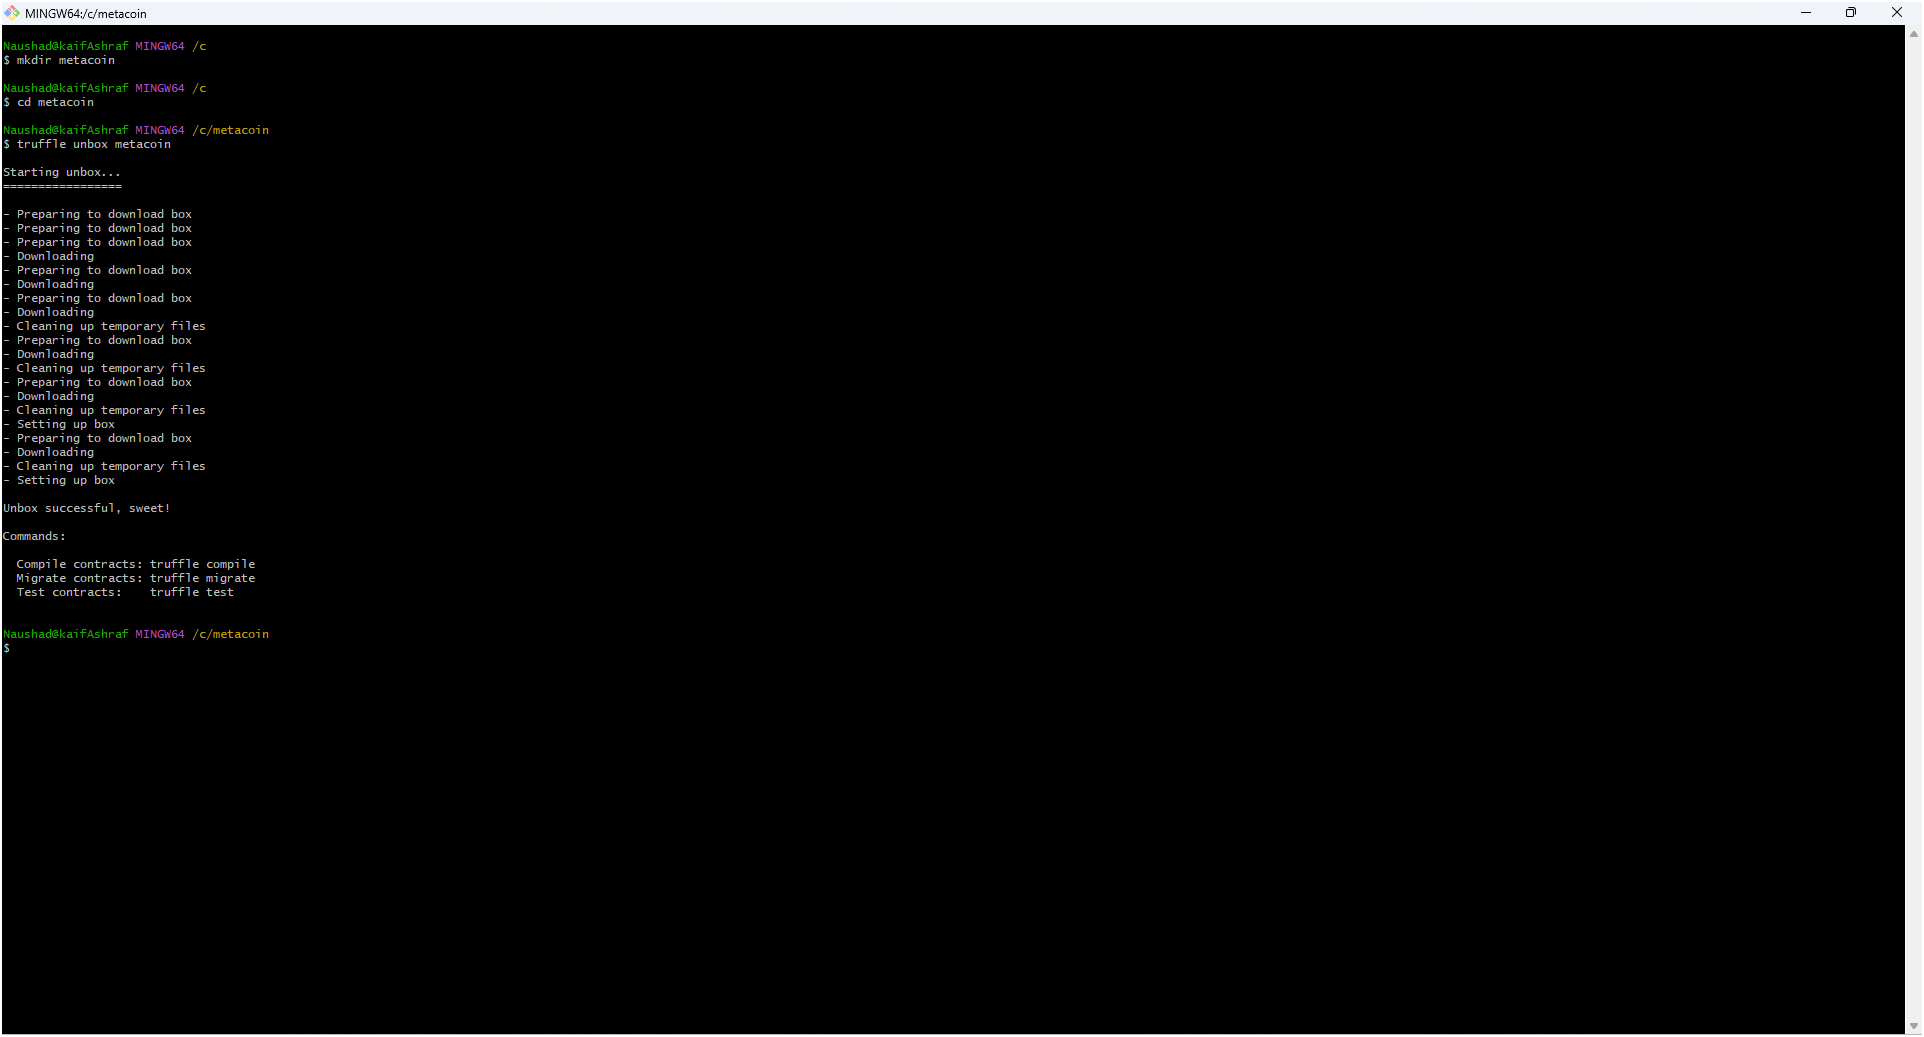 MINGW64:/c/metacoin
Naushad@kaifAshraf MINGW64 /c
$ mkdir metacoin
Naushad@kaifAshraf MINGW64 /c
$ cd metacoin
Naushad@kaifAshraf MINGW64 /c/metacoin
$ truffle unbox metacoin
Starting unbox...
=================
- Preparing to download box
- Preparing to download box
- Preparing to download box
- Downloading
- Preparing to download box
- Downloading
- Preparing to download box
- Downloading
- Cleaning up temporary files
- Preparing to download box
- Downloading
- Cleaning up temporary files
- Preparing to download box
- Downloading
- Cleaning up temporary files
- Setting up box
- Preparing to download box
- Downloading
- Cleaning up temporary files
- Setting up box
Unbox successful, sweet!
Commands:
Compile contracts: truffle compile
Migrate contracts: truffle migrate
Test contracts:    truffle test
Naushad@kaifAshraf MINGW64 /c/metacoin
$